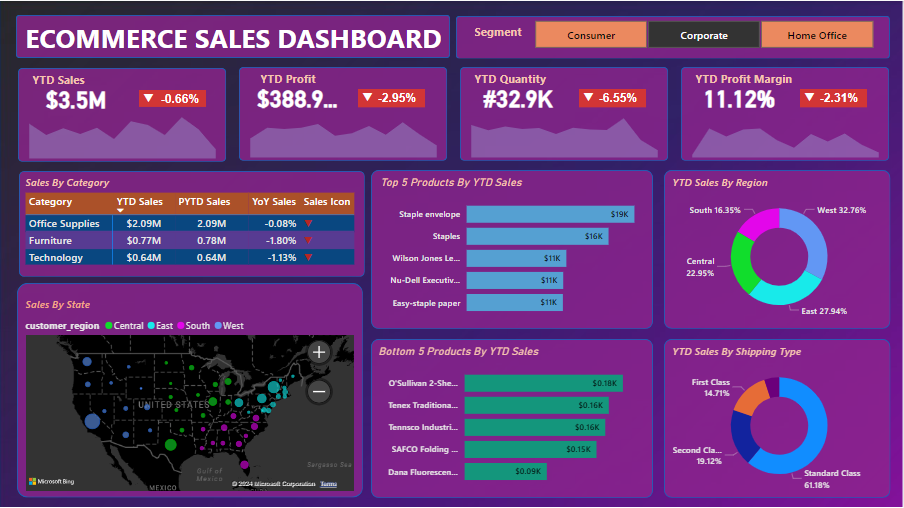 ECOMMERCE SALES DASHBOARD
Segment
Consumer
Corporate
Home Office
YTD Sales
$3.5M
▼ -0.66%
YTD Profit
$388.9...
▼ -2.95%
YTD Quantity
#32.9K
▼ -6.55%
YTD Profit Margin
11.12%
▼ -2.31%
Sales By Category
Category YTD Sales PYTD Sales YoY Sales Sales Icon
Office Supplies $2.09M 2.09M -0.08% ▼
Furniture $0.77M 0.78M -1.80% ▼
Technology $0.64M 0.64M -1.13% ▼
Top 5 Products By YTD Sales
Staple envelope $19K
Staples $16K
Wilson Jones Le... $11K
Nu-Dell Executiv... $11K
Easy-staple paper $11K
YTD Sales By Region
South 16.35%
West 32.76%
Central
22.95%
East 27.94%
Sales By State
customer_region Central East South West
UNITED STATES
Gulf of
Mexico
Sargasso Sea
MEXICO
Microsoft Bing
© 2024 Microsoft Corporation Terms
Bottom 5 Products By YTD Sales
O'Sullivan 2-She... $0.18K
Tenex Traditiona... $0.16K
Tennsco Industri... $0.16K
SAFCO Folding ... $0.15K
Dana Fluorescen... $0.09K
YTD Sales By Shipping Type
First Class
14.71%
Second Cla...
19.12%
Standard Class
61.18%